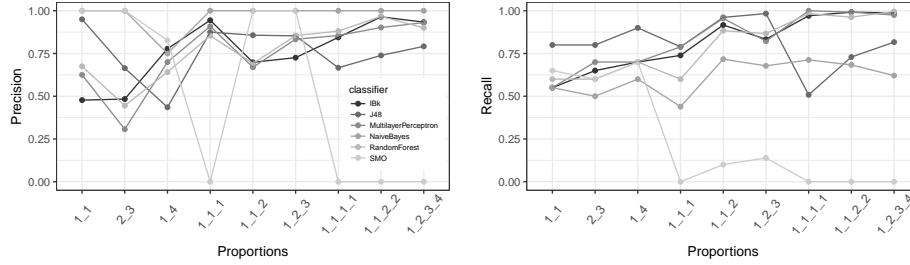 Precision
1.00
0.75
0.50
0.25
0.00
classifier
IBk
J48
MultilayerPerceptron
NaiveBayes
RandomForest
SMO
1_1
2_3
1_4
1_1_1
1_1_2
1_2_3
1_1_1_1
1_1_2_2
1_2_3_4
Proportions
Recall
1.00
0.75
0.50
0.25
0.00
1_1
2_3
1_4
1_1_1
1_1_2
1_2_3
1_1_1_1
1_1_2_2
1_2_3_4
Proportions